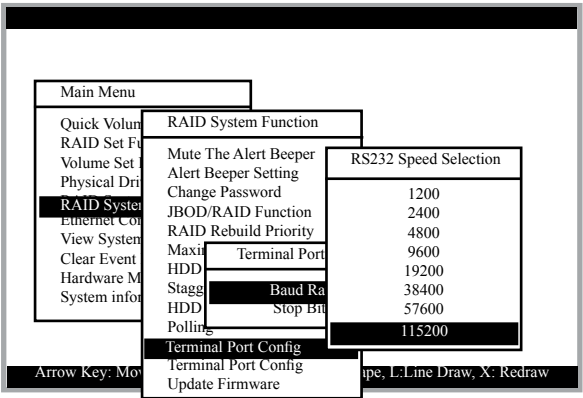 Main Menu
Quick Volum
RAID Set Fu
Volume Set
Physical Dri
RAID Syste
Ethernet Con
View System
Clear Event
Hardware M
System infor
RAID System Function
Mute The Alert Beeper
Alert Beeper Setting
Change Password
JBOD/RAID Function
RAID Rebuild Priority
Maxi
HDD
Stagg
HDD
Polling
Terminal Port Config
Terminal Port Config
Update Firmware
Terminal Port
Baud Ra
Stop Bit
RS232 Speed Selection
1200
2400
4800
9600
19200
38400
57600
115200
Arrow Key: Mov
ape, L:Line Draw, X: Redraw